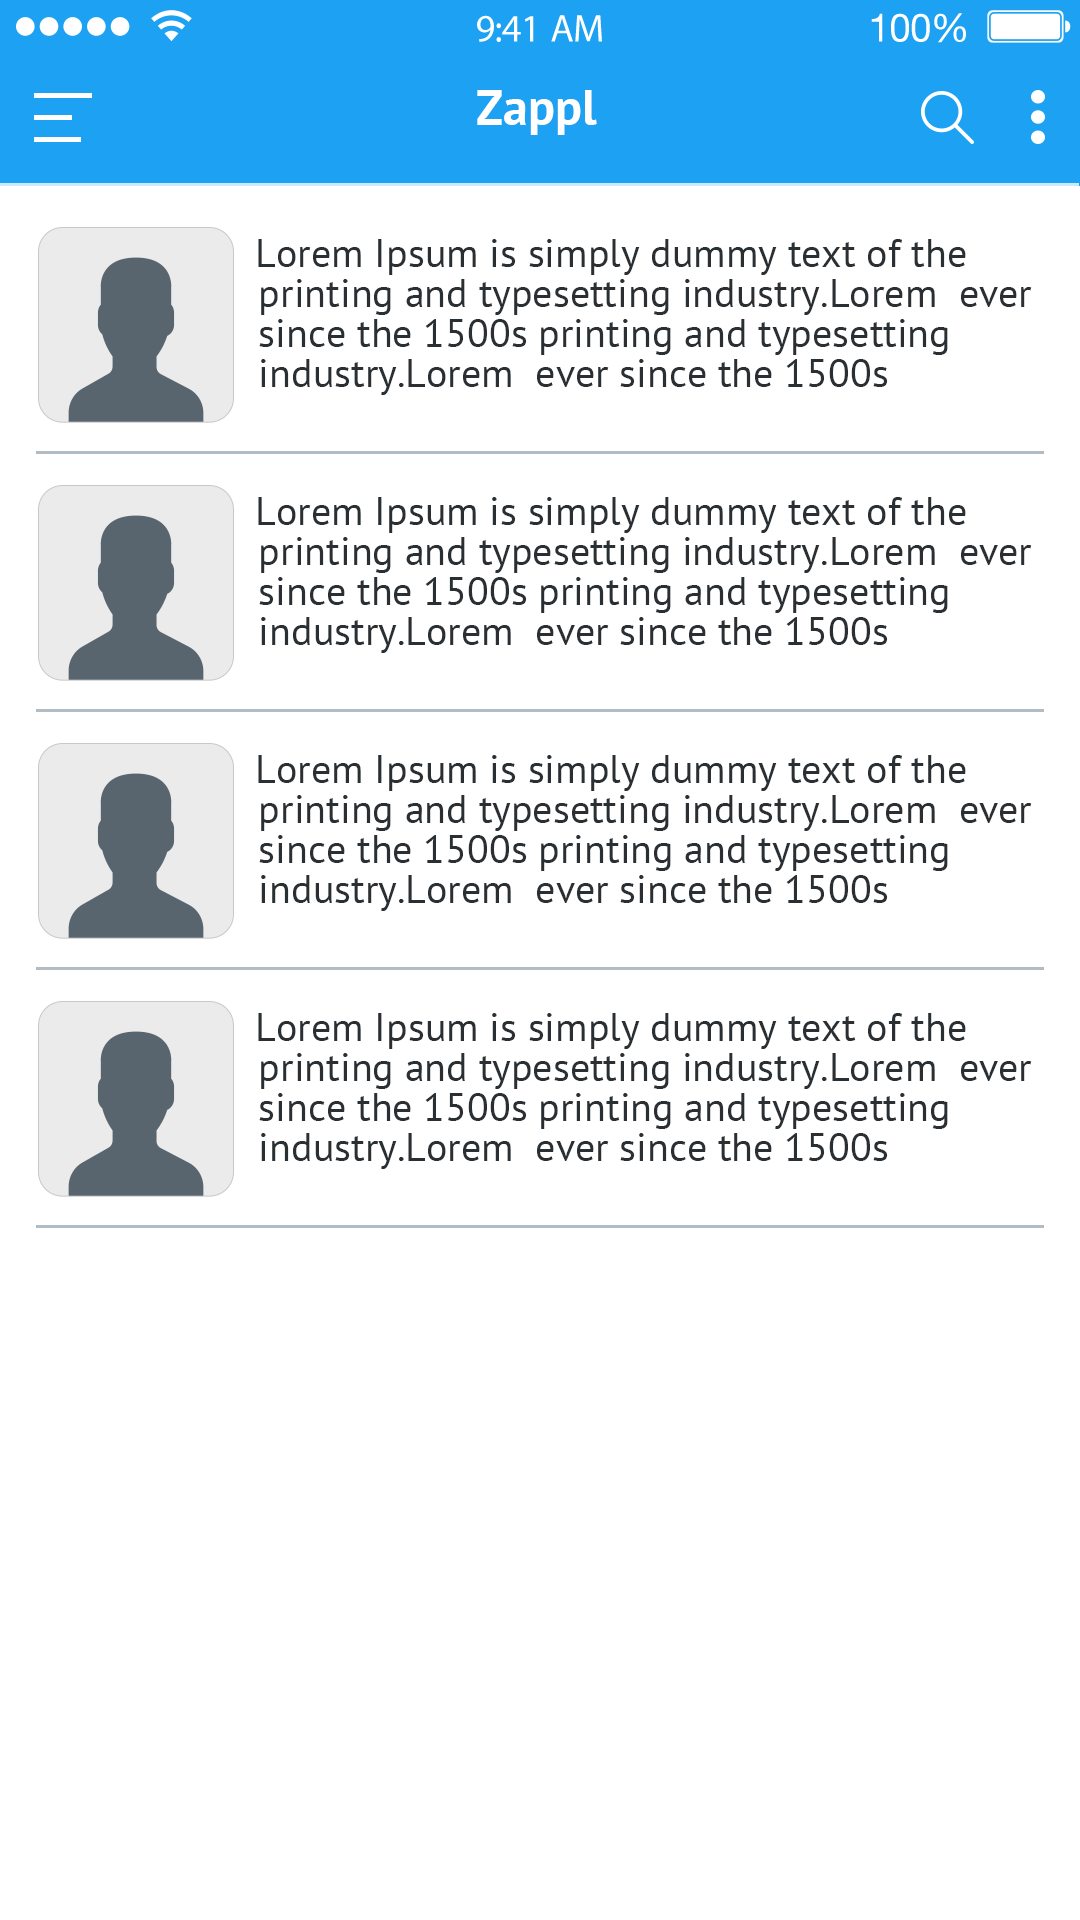 9:41 AM
100%
Zappl
Lorem Ipsum is simply dummy text of the
printing and typesetting industry.Lorem  ever
since the 1500s printing and typesetting
industry.Lorem  ever since the 1500s
Lorem Ipsum is simply dummy text of the
printing and typesetting industry.Lorem  ever
since the 1500s printing and typesetting
industry.Lorem  ever since the 1500s
Lorem Ipsum is simply dummy text of the
printing and typesetting industry.Lorem  ever
since the 1500s printing and typesetting
industry.Lorem  ever since the 1500s
Lorem Ipsum is simply dummy text of the
printing and typesetting industry.Lorem  ever
since the 1500s printing and typesetting
industry.Lorem  ever since the 1500s